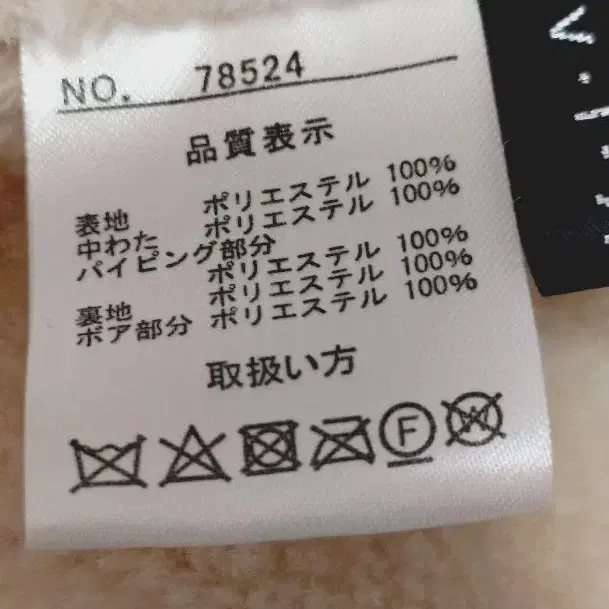 NO. 78524
品質表示
表地 ポリエステル 100%
中わた ポリエステル 100%
パイピング部分
ポリエステル 100%
裏地 ポリエステル 100%
ボア部分 ポリエステル 100%
取扱い方
F W